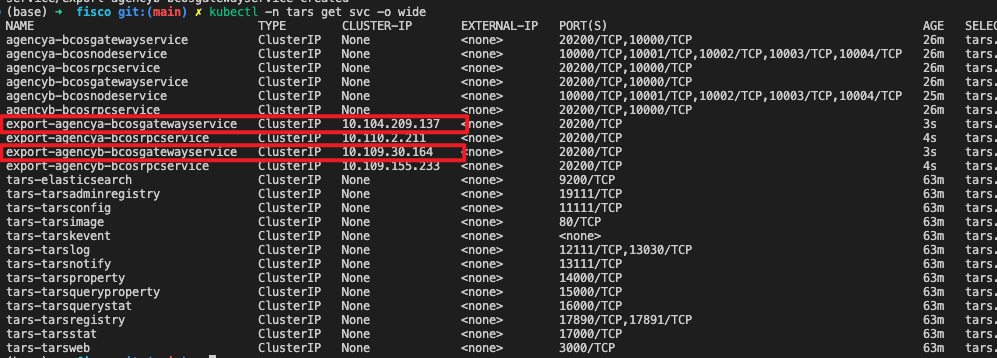 (base) → fisco git:(main) ✗ kubectl -n tars get svc -o wide
NAME TYPE CLUSTER-IP EXTERNAL-IP PORT(S) AGE SELEC
agencya-bcosgatewayservice ClusterIP None <none> 20200/TCP,10000/TCP 26m tars.
agencya-bcosnodeservice ClusterIP None <none> 10000/TCP,10001/TCP,10002/TCP,10003/TCP,10004/TCP 26m tars.
agencya-bcosrpcservice ClusterIP None <none> 20200/TCP,10000/TCP 26m tars.
agencyb-bcosgatewayservice ClusterIP None <none> 20200/TCP,10000/TCP 26m tars.
agencyb-bcosnodeservice ClusterIP None <none> 10000/TCP,10001/TCP,10002/TCP,10003/TCP,10004/TCP 25m tars.
agencyb-bcosrpcservice ClusterIP None <none> 20200/TCP,10000/TCP 26m tars.
export-agencya-bcosgatewayservice ClusterIP 10.104.209.137 <none> 20200/TCP 3s tars.
export-agencya-bcosrpcservice ClusterIP 10.110.2.211 <none> 20200/TCP 4s tars.
export-agencyb-bcosgatewayservice ClusterIP 10.109.30.164 <none> 20200/TCP 3s tars.
export-agencyb-bcosrpcservice ClusterIP 10.109.155.233 <none> 20200/TCP 4s tars.
tars-elasticsearch ClusterIP None <none> 9200/TCP 63m tars.
tars-tarsadminregistry ClusterIP None <none> 19111/TCP 63m tars.
tars-tarsconfig ClusterIP None <none> 11111/TCP 63m tars.
tars-tarsimage ClusterIP None <none> 80/TCP 63m tars.
tars-tarskevent ClusterIP None <none> <none> 63m tars.
tars-tarslog ClusterIP None <none> 12111/TCP,13030/TCP 63m tars.
tars-tarsnotify ClusterIP None <none> 13111/TCP 63m tars.
tars-tarsproperty ClusterIP None <none> 14000/TCP 63m tars.
tars-tarsqueryproperty ClusterIP None <none> 15000/TCP 63m tars.
tars-tarsquerystat ClusterIP None <none> 16000/TCP 63m tars.
tars-tarsregistry ClusterIP None <none> 17890/TCP,17891/TCP 63m tars.
tars-tarsstat ClusterIP None <none> 17000/TCP 63m tars.
tars-tarsweb ClusterIP None <none> 3000/TCP 63m tars.